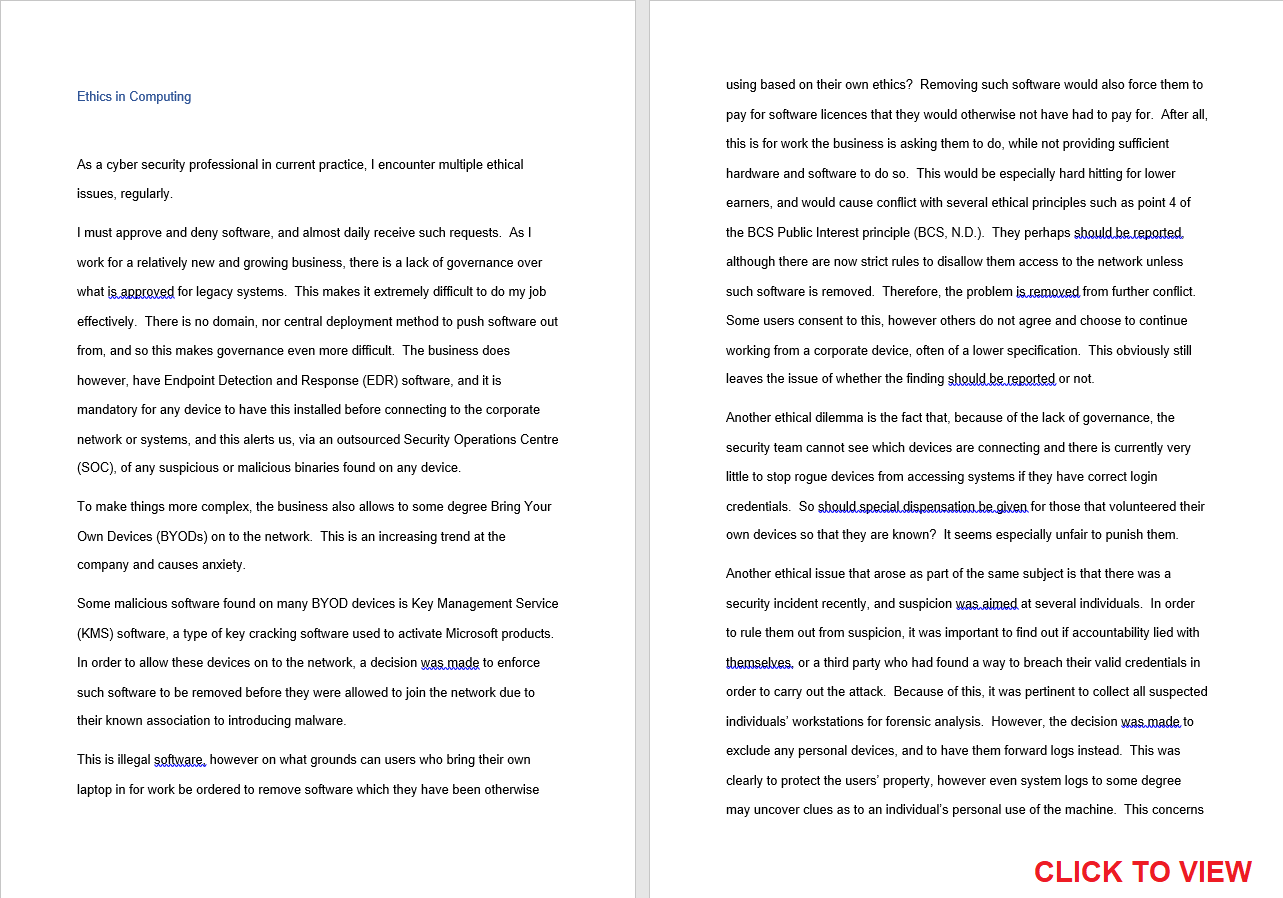 Ethics in Computing
As a cyber security professional in current practice, I encounter multiple ethical
issues, regularly.
I must approve and deny software, and almost daily receive such requests.  As I
work for a relatively new and growing business, there is a lack of governance over
what is approved for legacy systems.  This makes it extremely difficult to do my job
effectively.  There is no domain, nor central deployment method to push software out
from, and so this makes governance even more difficult.  The business does
however, have Endpoint Detection and Response (EDR) software, and it is
mandatory for any device to have this installed before connecting to the corporate
network or systems, and this alerts us, via an outsourced Security Operations Centre
(SOC), of any suspicious or malicious binaries found on any device.
To make things more complex, the business also allows to some degree Bring Your
Own Devices (BYODs) on to the network.  This is an increasing trend at the
company and causes anxiety.
Some malicious software found on many BYOD devices is Key Management Service
(KMS) software, a type of key cracking software used to activate Microsoft products.
In order to allow these devices on to the network, a decision was made to enforce
such software to be removed before they were allowed to join the network due to
their known association to introducing malware.
This is illegal software, however on what grounds can users who bring their own
laptop in for work be ordered to remove software which they have been otherwise
using based on their own ethics?  Removing such software would also force them to
pay for software licences that they would otherwise not have had to pay for.  After all,
this is for work the business is asking them to do, while not providing sufficient
hardware and software to do so.  This would be especially hard hitting for lower
earners, and would cause conflict with several ethical principles such as point 4 of
the BCS Public Interest principle (BCS, N.D.).  They perhaps should be reported,
although there are now strict rules to disallow them access to the network unless
such software is removed.  Therefore, the problem is removed from further conflict.
Some users consent to this, however others do not agree and choose to continue
working from a corporate device, often of a lower specification.  This obviously still
leaves the issue of whether the finding should be reported or not.
Another ethical dilemma is the fact that, because of the lack of governance, the
security team cannot see which devices are connecting and there is currently very
little to stop rogue devices from accessing systems if they have correct login
credentials.  So should special dispensation be given for those that volunteered their
own devices so that they are known?  It seems especially unfair to punish them.
Another ethical issue that arose as part of the same subject is that there was a
security incident recently, and suspicion was aimed at several individuals.  In order
to rule them out from suspicion, it was important to find out if accountability lied with
themselves, or a third party who had found a way to breach their valid credentials in
order to carry out the attack.  Because of this, it was pertinent to collect all suspected
individuals’ workstations for forensic analysis.  However, the decision was made to
exclude any personal devices, and to have them forward logs instead.  This was
clearly to protect the users’ property, however even system logs to some degree
may uncover clues as to an individual’s personal use of the machine.  This concerns
CLICK TO VIEW